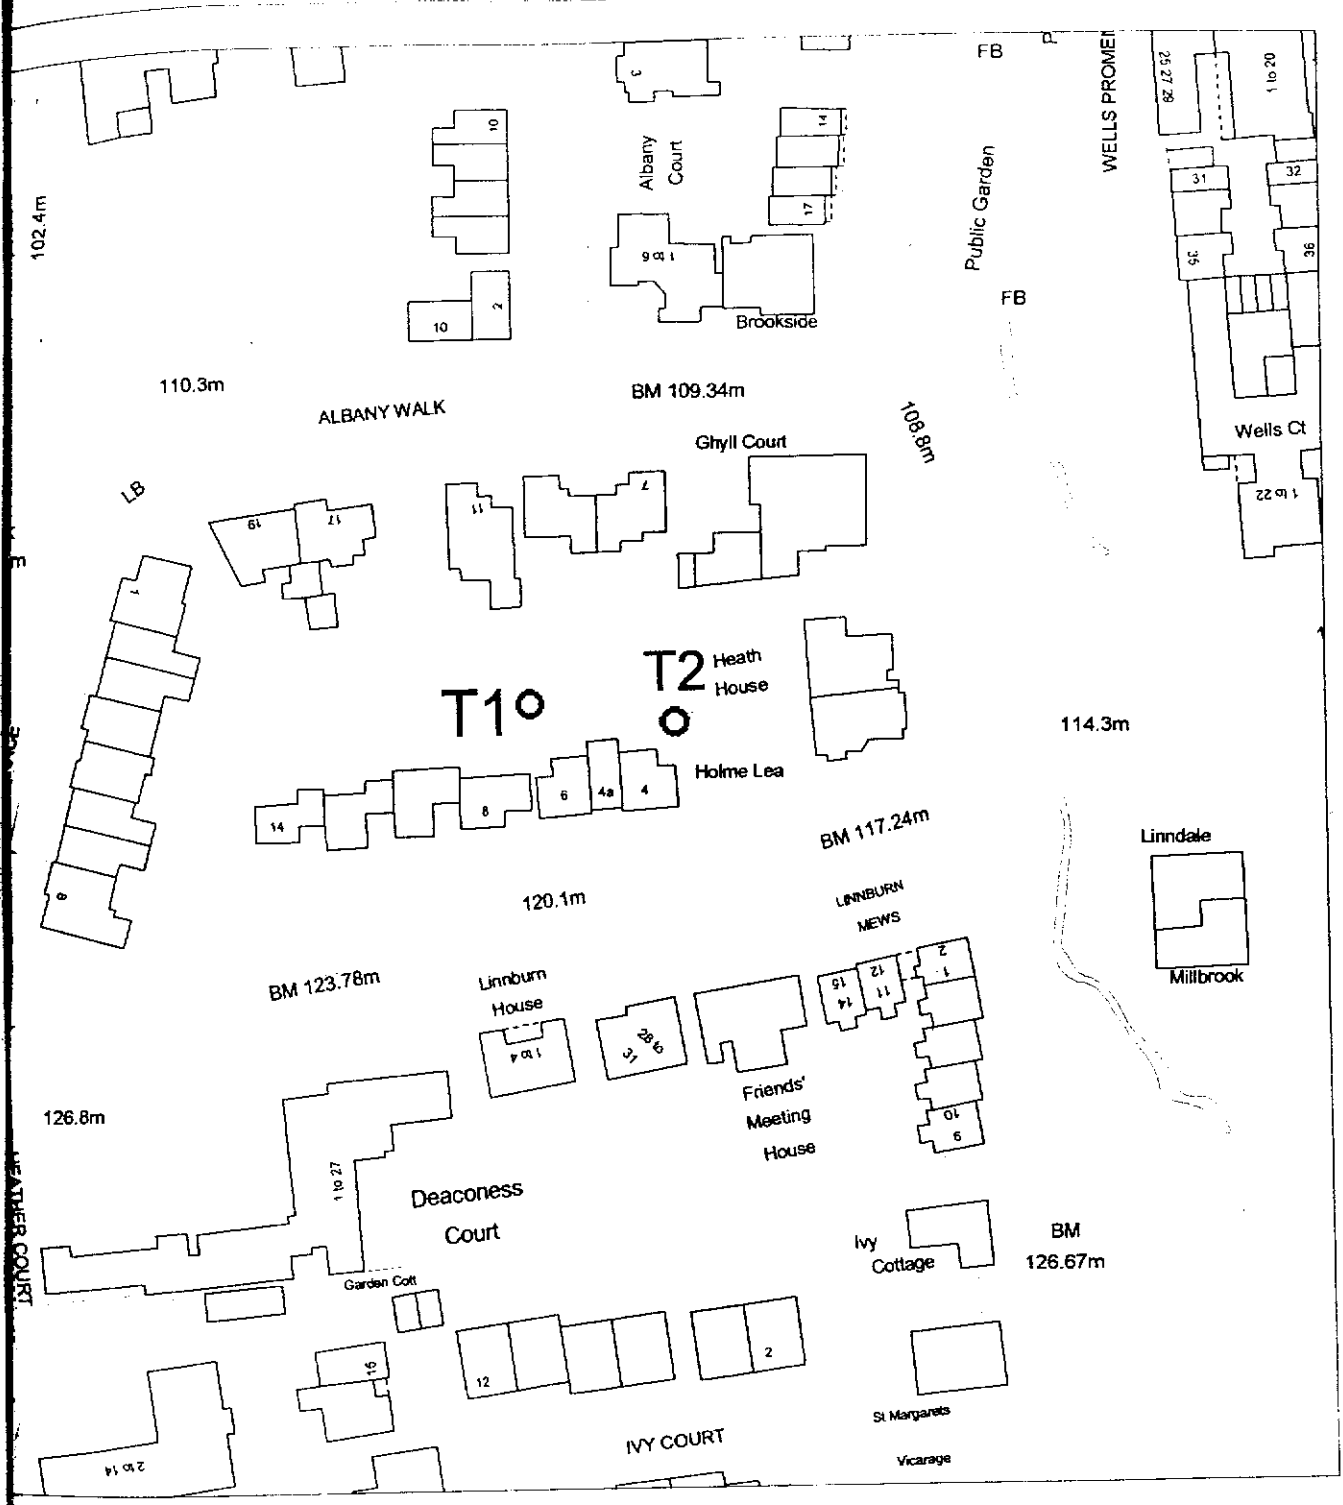 FB
WELLS PROMEN
25 27 29
1 to 20
3
10
14
Albany
Court
Public Garden
31
32
17
102.4m
1 to 6
35
36
2
10
FB
Brookside
110.3m
BM 109.34m
ALBANY WALK
108.8m
Wells Ct
Ghyll Court
LB
7
11
19
17
1 to 22
E
1
T2
Heath
House
T1
114.3m
Holme Lea
6
4a
4
8
14
BM 117.24m
Linndale
8
120.1m
LINNBURN
MEWS
2
1
12
11
15
14
Millbrook
BM 123.78m
Linnburn
House
1 to 4
28 to
31
Friends'
Meeting
House
126.8m
10
9
1 to 27
Deaconess
Court
HEATHER COURT
Ivy
Cottage
BM
126.67m
Garden Cott
16
12
2
St Margarets
Vicarage
IVY COURT
2 to 14